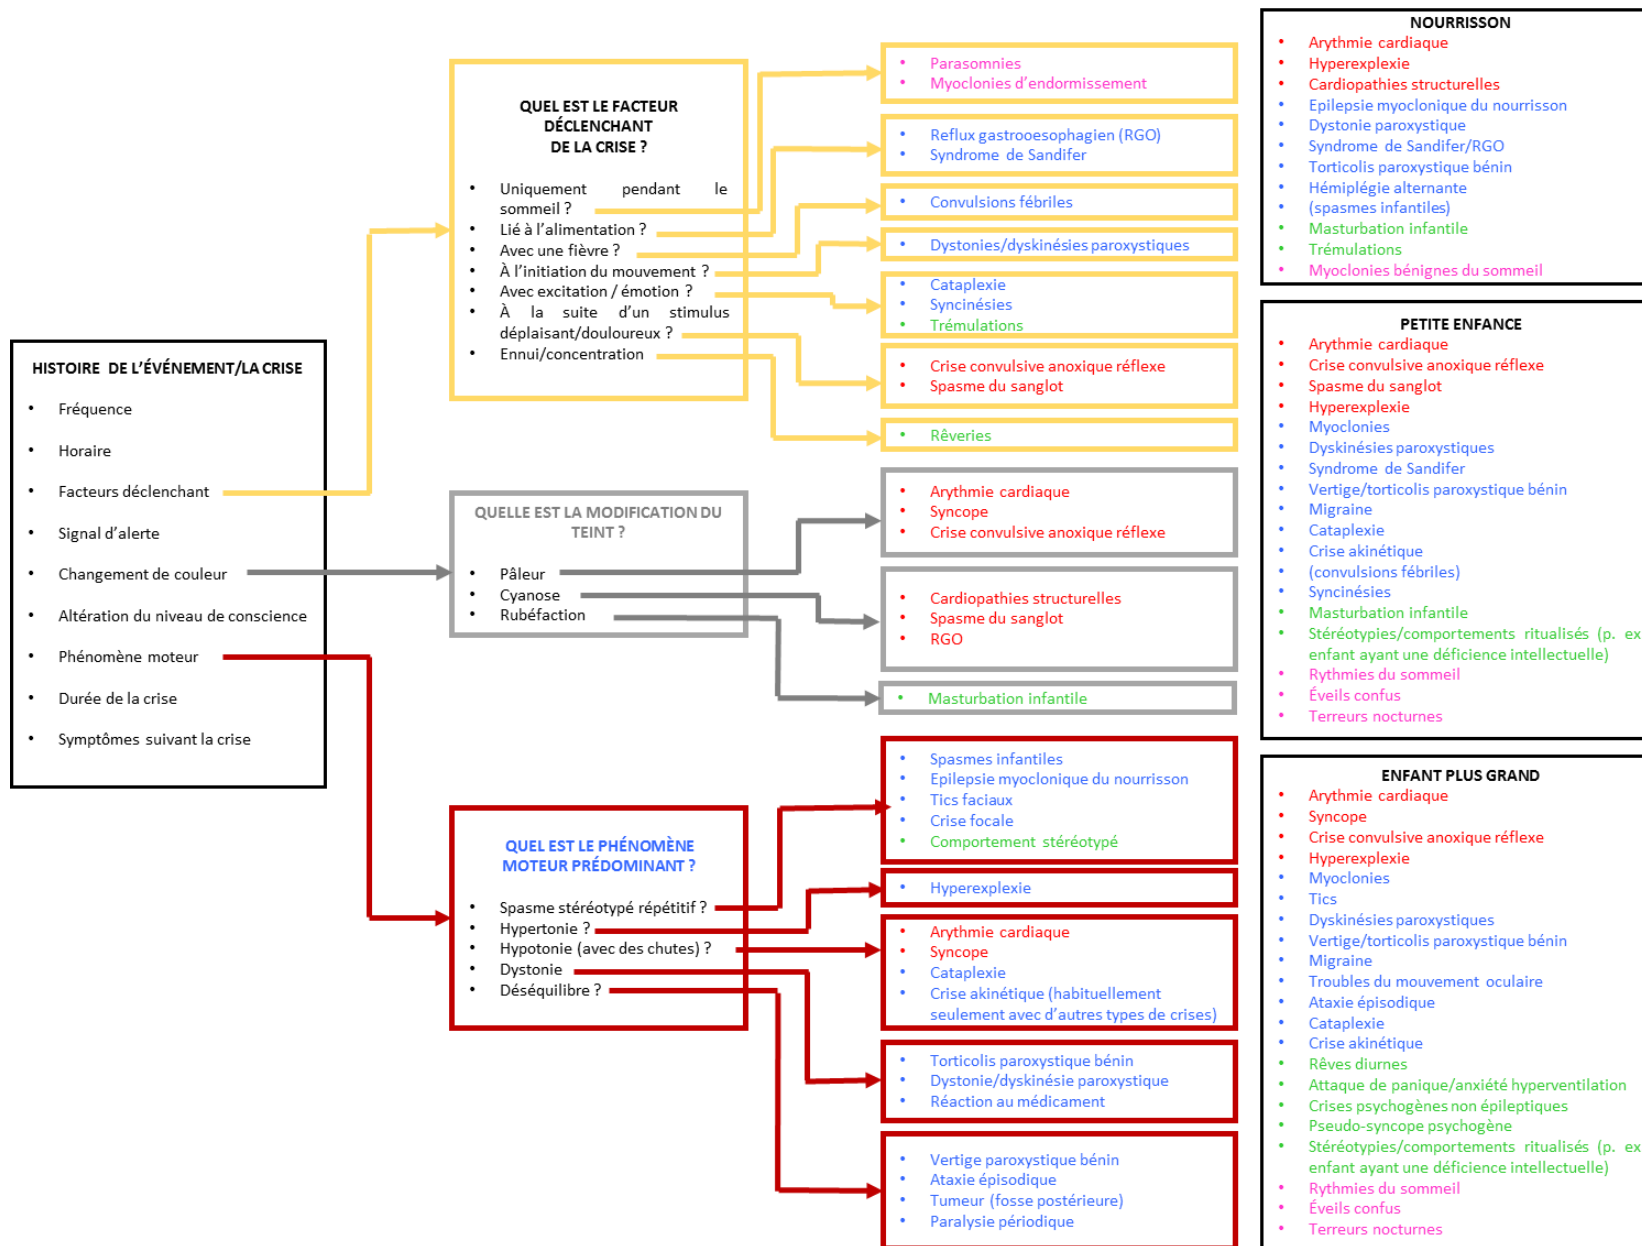 HISTOIRE DE L'ÉVÉNEMENT/LA CRISE
• Fréquence
• Horaire
• Facteurs déclenchant
• Signal d'alerte
• Changement de couleur
• Altération du niveau de conscience
• Phénomène moteur
• Durée de la crise
• Symptômes suivant la crise
QUEL EST LE FACTEUR
DÉCLENCHANT
DE LA CRISE ?
• Uniquement pendant le
sommeil ?
• Lié à l'alimentation ?
• Avec une fièvre ?
• À l'initiation du mouvement ?
• Avec excitation / émotion ?
• À la suite d'un stimulus
déplaisant/douloureux ?
• Ennui/concentration
QUELLE EST LA MODIFICATION DU
TEINT ?
• Pâleur
• Cyanose
• Rubéfaction
QUEL EST LE PHÉNOMÈNE
MOTEUR PRÉDOMINANT ?
• Spasme stéréotypé répétitif ?
• Hypertonie ?
• Hypotonie (avec des chutes) ?
• Dystonie
• Déséquilibre ?
• Parasomnies
• Myoclonies d'endormissement
• Reflux gastrooesophagien (RGO)
• Syndrome de Sandifer
• Convulsions fébriles
• Dystonies/dyskinésies paroxystiques
• Cataplexie
• Syncinésies
• Trémulations
• Crise convulsive anoxique réflexe
• Spasme du sanglot
• Rêveries
• Arythmie cardiaque
• Syncope
• Crise convulsive anoxique réflexe
• Cardiopathies structurelles
• Spasme du sanglot
• RGO
• Masturbation infantile
• Spasmes infantiles
• Epilepsie myoclonique du nourrisson
• Tics faciaux
• Crise focale
• Comportement stéréotypé
• Hyperexplexie
• Arythmie cardiaque
• Syncope
• Cataplexie
• Crise akinétique (habituellement
seulement avec d'autres types de crises)
• Torticolis paroxystique bénin
• Dystonie/dyskinésie paroxystique
• Réaction au médicament
• Vertige paroxystique bénin
• Ataxie épisodique
• Tumeur (fosse postérieure)
• Paralysie périodique
NOURRISSON
• Arythmie cardiaque
• Hyperexplexie
• Cardiopathies structurelles
• Epilepsie myoclonique du nourrisson
• Dystonie paroxystique
• Syndrome de Sandifer/RGO
• Torticolis paroxystique bénin
• Hémiplégie alternante
• (spasmes infantiles)
• Masturbation infantile
• Trémulations
• Myoclonies bénignes du sommeil
PETITE ENFANCE
• Arythmie cardiaque
• Crise convulsive anoxique réflexe
• Spasme du sanglot
• Hyperexplexie
• Myoclonies
• Dyskinésies paroxystiques
• Syndrome de Sandifer
• Vertige/torticolis paroxystique bénin
• Migraine
• Cataplexie
• Crise akinétique
• (convulsions fébriles)
• Syncinésies
• Masturbation infantile
• Stéréotypies/comportements ritualisés (p. ex
enfant ayant une déficience intellectuelle)
• Rythmies du sommeil
• Éveils confus
• Terreurs nocturnes
ENFANT PLUS GRAND
• Arythmie cardiaque
• Syncope
• Crise convulsive anoxique réflexe
• Hyperexplexie
• Myoclonies
• Tics
• Dyskinésies paroxystiques
• Vertige/torticolis paroxystique bénin
• Migraine
• Troubles du mouvement oculaire
• Ataxie épisodique
• Cataplexie
• Crise akinétique
• Rêves diurnes
• Attaque de panique/anxiété hyperventilation
• Crises psychogènes non épileptiques
• Pseudo-syncope psychogène
• Stéréotypies/comportements ritualisés (p. ex
enfant ayant une déficience intellectuelle)
• Rythmies du sommeil
• Éveils confus
• Terreurs nocturnes